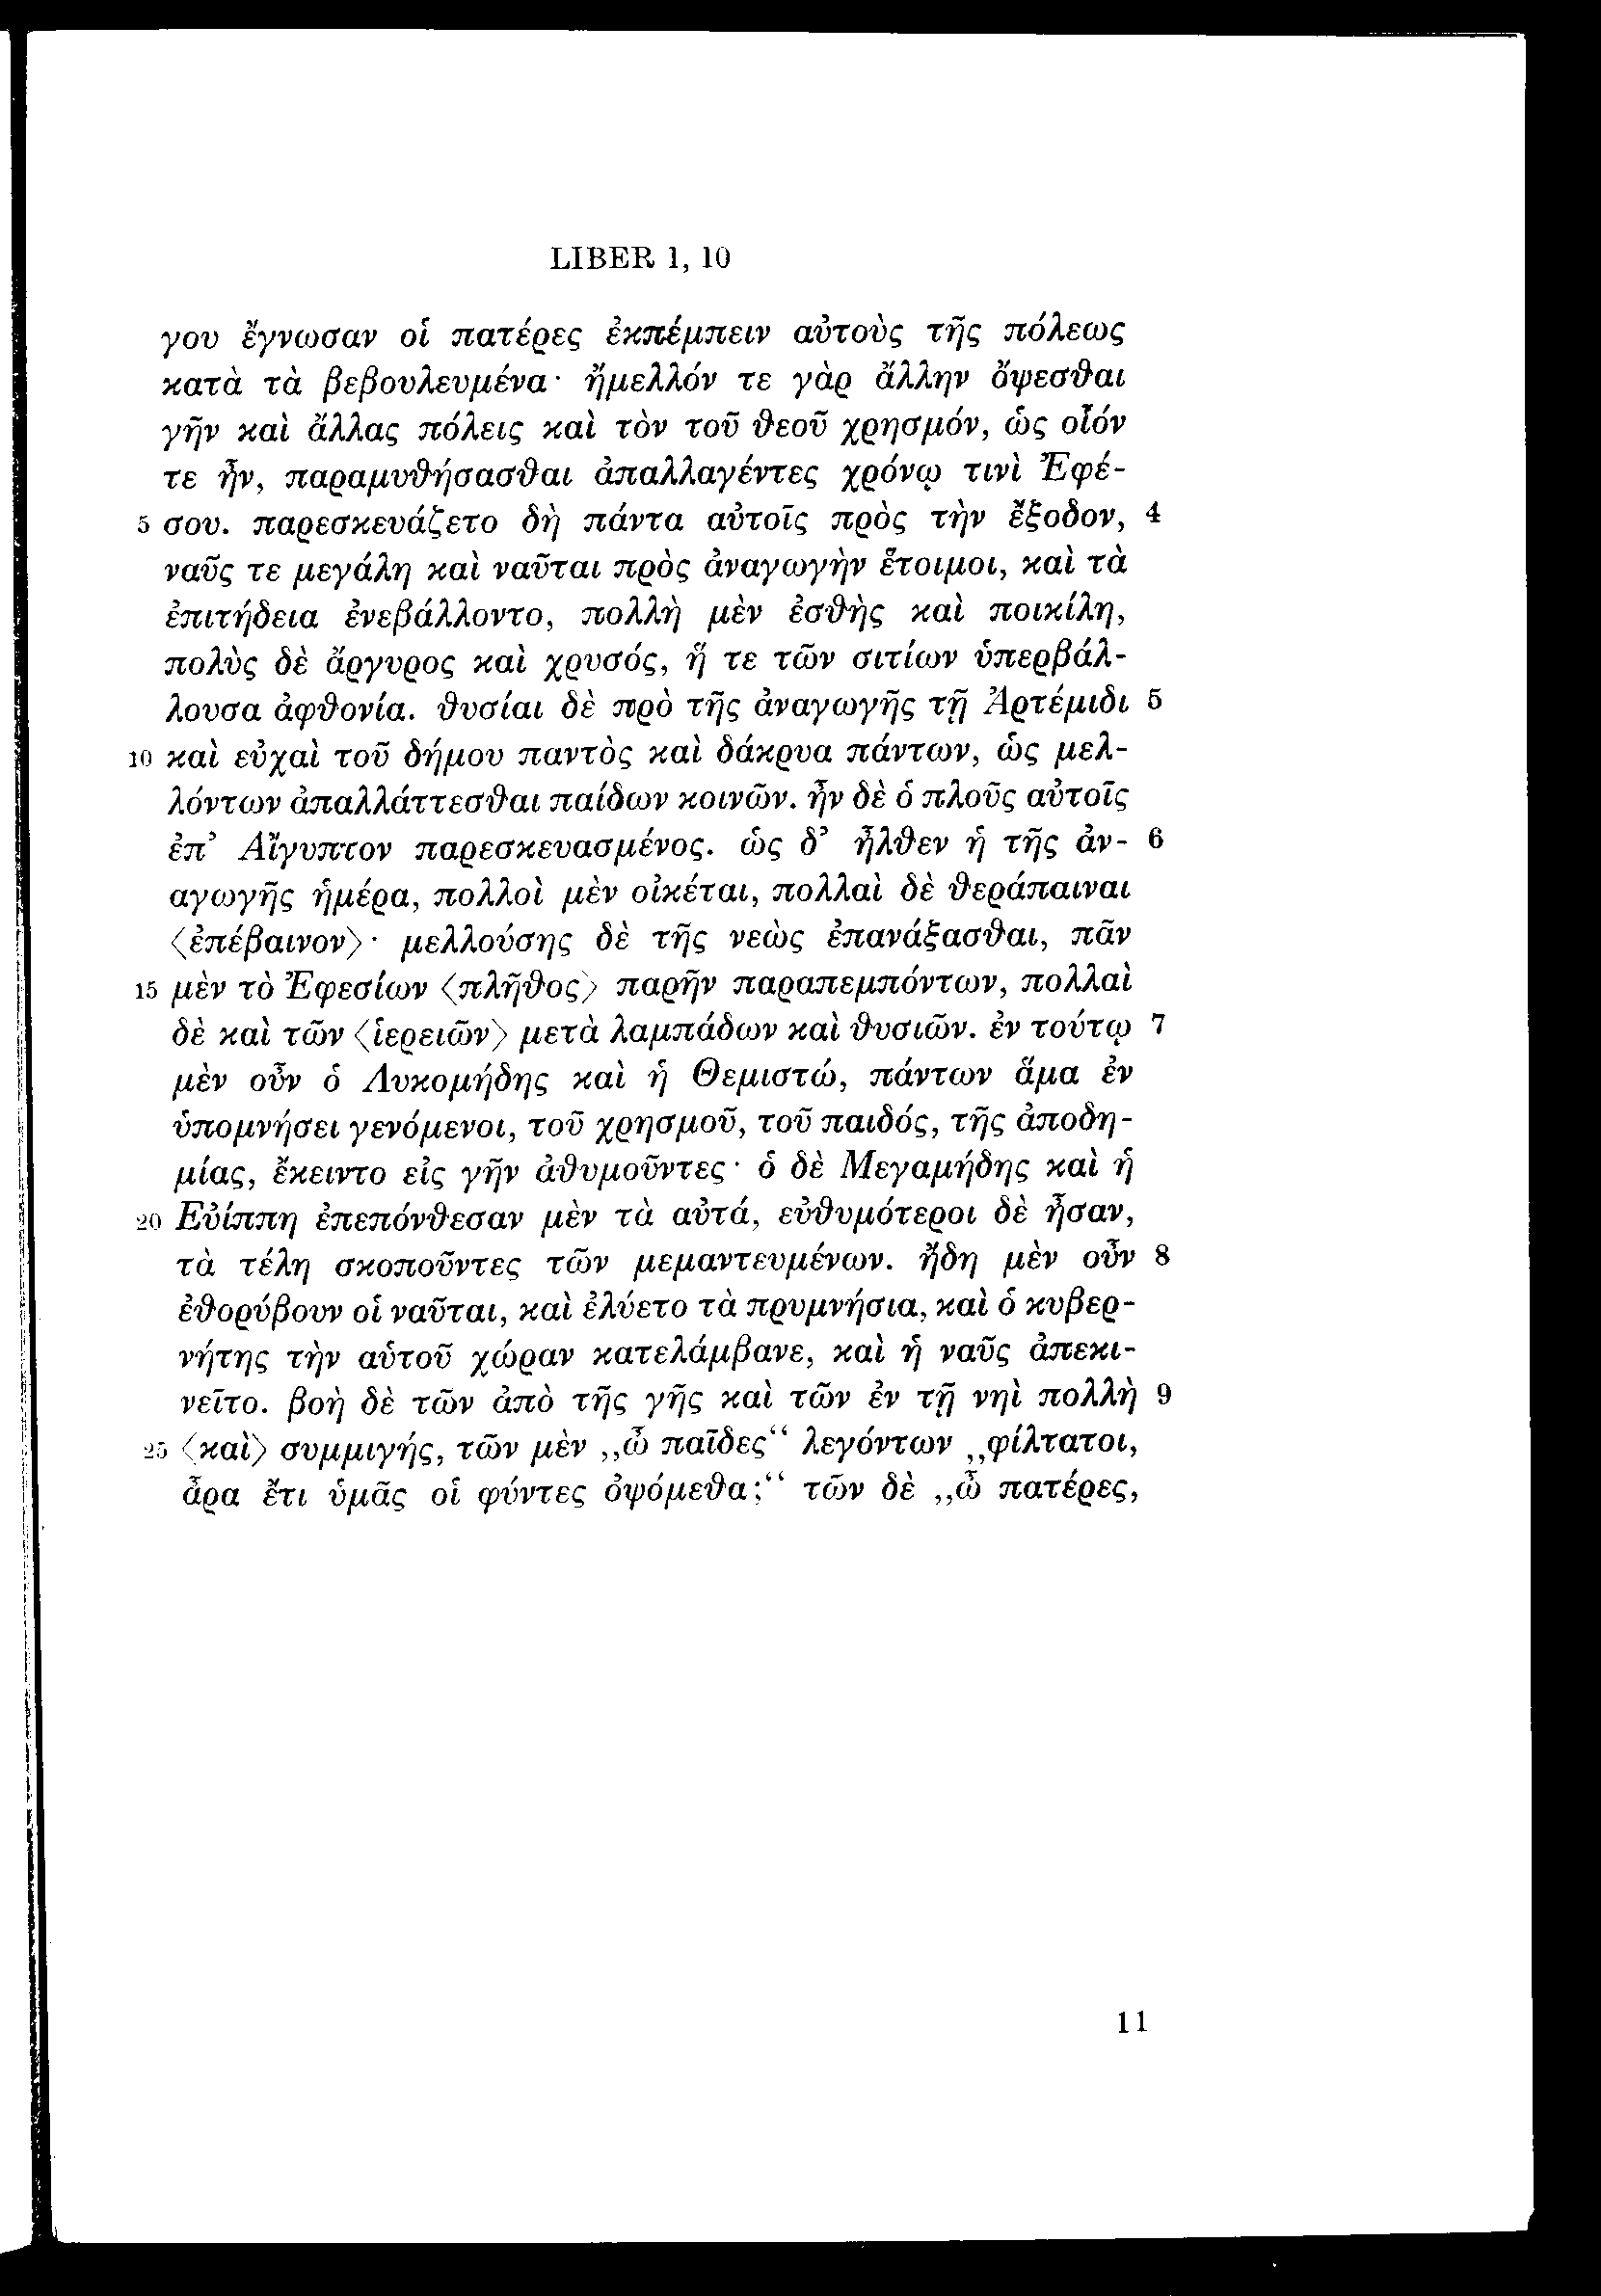 LIBER 1, 10
γου ἔγνωσαν οἱ πατέρες ἐκπέμπειν αὐτοὺς τῆς πόλεως
κατὰ τὰ βεβουλευμένα· ἤμελλόν τε γὰρ ἄλλην ὄψεσθαι
γῆν καὶ ἄλλας πόλεις καὶ τὸν τοῦ θεοῦ χρησμόν, ὡς οἷόν
τε ἦν, παραμυθήσασθαι ἀπαλλαγέντες χρόνῳ τινὶ Ἐφέ-
5 σου. παρεσκευάζετο δὴ πάντα αὐτοῖς πρὸς τὴν ἔξοδον, 4
ναῦς τε μεγάλη καὶ ναῦται πρὸς ἀναγωγὴν ἕτοιμοι, καὶ τὰ
ἐπιτήδεια ἐνεβάλλοντο, πολλὴ μὲν ἐσθὴς καὶ ποικίλη,
πολὺς δὲ ἄργυρος καὶ χρυσός, ἥ τε τῶν σιτίων ὑπερβάλ-
λουσα ἀφθονία. θυσίαι δὲ πρὸ τῆς ἀναγωγῆς τῇ Ἀρτέμιδι 5
10 καὶ εὐχαὶ τοῦ δήμου παντὸς καὶ δάκρυα πάντων, ὡς μελ-
λόντων ἀπαλλάττεσθαι παίδων κοινῶν. ἦν δὲ ὁ πλοῦς αὐτοῖς
ἐπ’ Αἴγυπτον παρεσκευασμένος. ὡς δ’ ἦλθεν ἡ τῆς ἀν- 6
αγωγῆς ἡμέρα, πολλοὶ μὲν οἰκέται, πολλαὶ δὲ θεράπαιναι
⟨ἐπέβαινον⟩· μελλούσης δὲ τῆς νεὼς ἐπανάξασθαι, πᾶν
15 μὲν τὸ Ἐφεσίων ⟨πλῆθος⟩ παρῆν παραπεμπόντων, πολλαὶ
δὲ καὶ τῶν ⟨ἱερειῶν⟩ μετὰ λαμπάδων καὶ θυσιῶν. ἐν τούτῳ 7
μὲν οὖν ὁ Λυκομήδης καὶ ἡ Θεμιστώ, πάντων ἅμα ἐν
ὑπομνήσει γενόμενοι, τοῦ χρησμοῦ, τοῦ παιδός, τῆς ἀποδη-
μίας, ἔκειντο εἰς γῆν ἀθυμοῦντες· ὁ δὲ Μεγαμήδης καὶ ἡ
20 Εὐίππη ἐπεπόνθεσαν μὲν τὰ αὐτά, εὐθυμότεροι δὲ ἦσαν,
τὰ τέλη σκοποῦντες τῶν μεμαντευμένων. ἤδη μὲν οὖν 8
ἐθορύβουν οἱ ναῦται, καὶ ἐλύετο τὰ πρυμνήσια, καὶ ὁ κυβερ-
νήτης τὴν αὑτοῦ χώραν κατελάμβανε, καὶ ἡ ναῦς ἀπεκι-
νεῖτο. βοὴ δὲ τῶν ἀπὸ τῆς γῆς καὶ τῶν ἐν τῇ νηὶ πολλὴ 9
25 ⟨καὶ⟩ συμμιγής, τῶν μὲν „ὦ παῖδες“ λεγόντων „φίλτατοι,
ἆρα ἔτι ὑμᾶς οἱ φύντες ὀψόμεθα;“ τῶν δὲ „ὦ πατέρες,
11